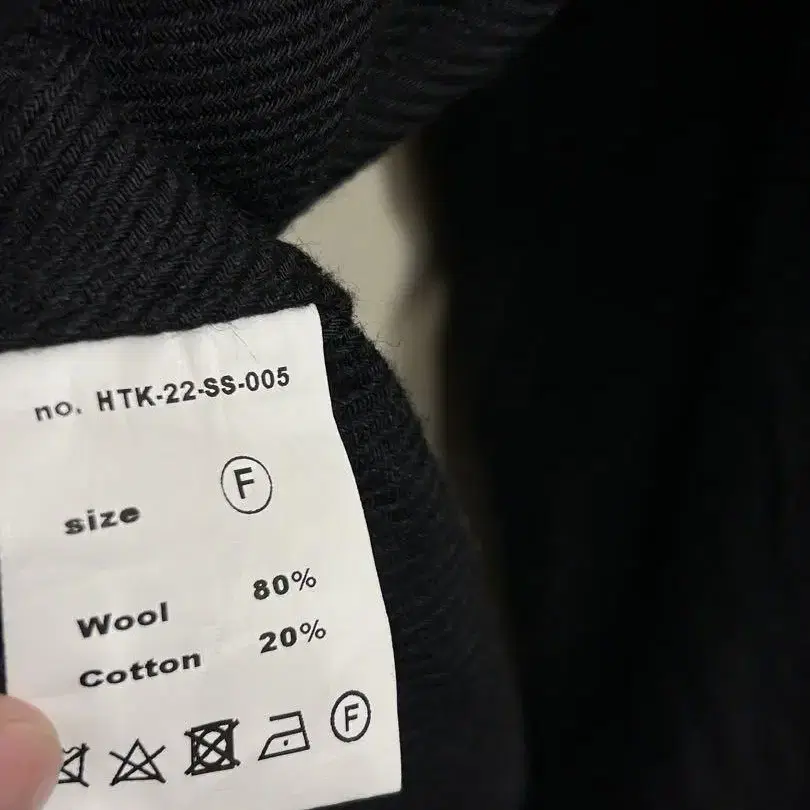 no. HTK-22-SS-005
size F
Wool 80%
Cotton 20%
F